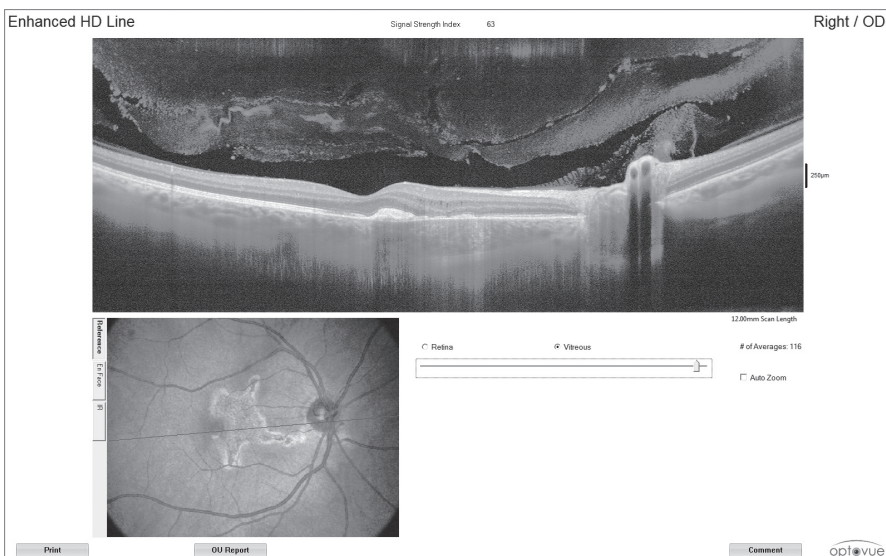 Enhanced HD Line
Signal Strength Index 63
Right / OD
250µm
12.00mm Scan Length
Reference
En Face
IR
Retina
Vitreous
# of Averages: 116
Auto Zoom
Print
OU Report
Comment
optovue